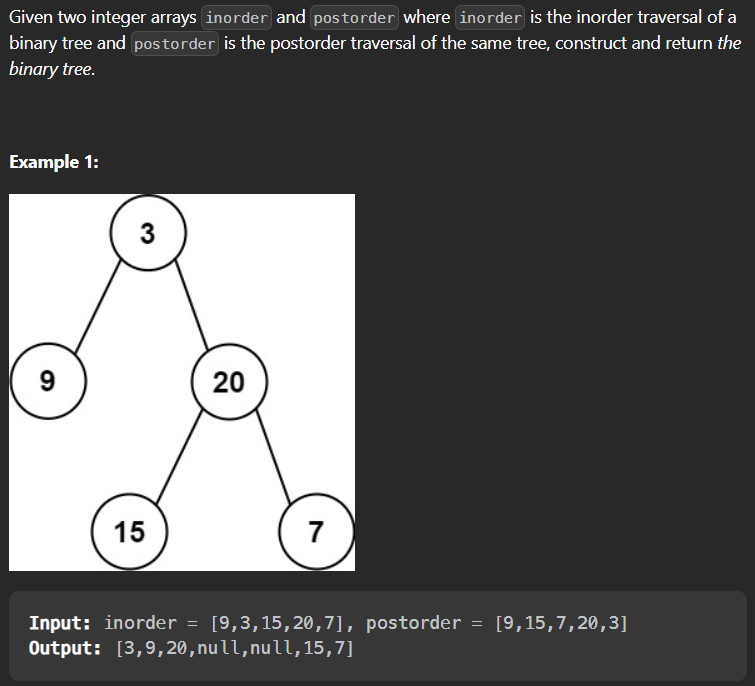 Given two integer arrays inorder and postorder where inorder is the inorder traversal of a
binary tree and postorder is the postorder traversal of the same tree, construct and return the
binary tree.
Example 1:
3
9
20
15
7
Input: inorder = [9,3,15,20,7], postorder = [9,15,7,20,3]
Output: [3,9,20,null,null,15,7]